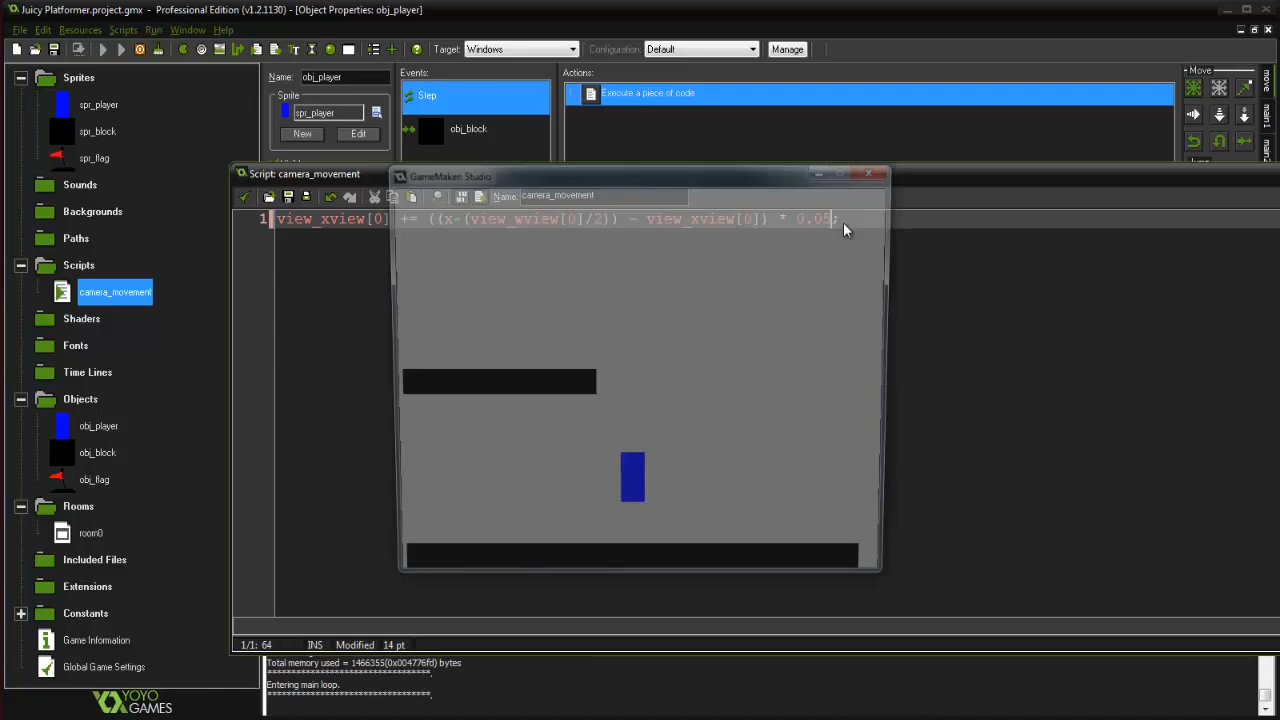 Juicy Platformer.project.gmx - Professional Edition (v1.2.1130) - [Object Properties: obj_player]
File Edit Resources Scripts Run Window Help
Target: Windows Configuration: Default Manage
Sprites
spr_player
spr_block
spr_flag
Sounds
Backgrounds
Paths
Scripts
camera_movement
Shaders
Fonts
Time Lines
Objects
obj_player
obj_block
obj_flag
Rooms
room0
Included Files
Extensions
Constants
Game Information
Global Game Settings
YOYO
GAMES
Name: obj_player
Sprite
spr_player
New Edit
Events:
Step
obj_block
Actions:
Execute a piece of code
Move
move
main1
Script: camera_movement
GameMaker: Studio
Name: camera_movement
1 view_xview[0] += ((x-(view_wview[0]/2)) - view_xview[0]) * 0.05;
1/1: 64 INS Modified 14 pt
Total memory used = 1466355(0x004776fd) bytes
Entering main loop.